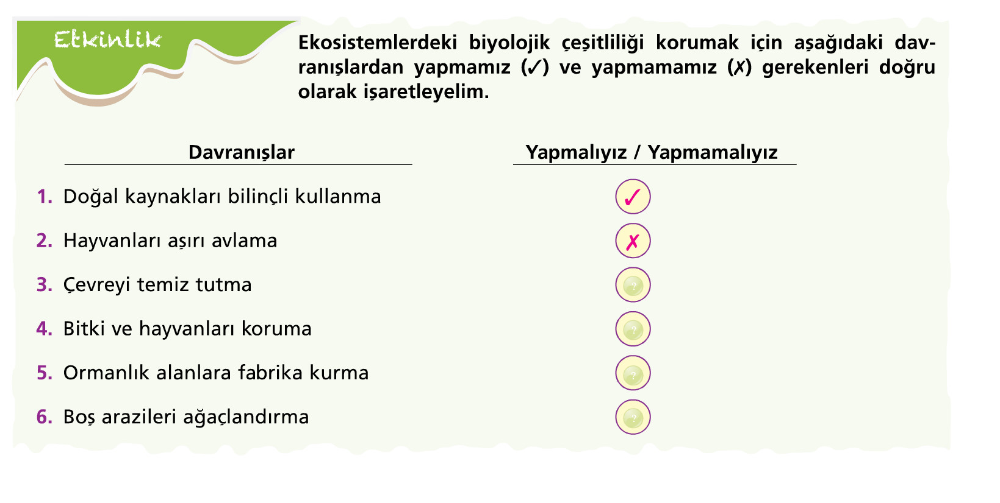 Etkinlik
Ekosistemlerdeki biyolojik çeşitliliği korumak için aşağıdaki dav-
ranışlardan yapmamız (✓) ve yapmamamız (✗) gerekenleri doğru
olarak işaretleyelim.
Davranışlar Yapmalıyız / Yapmamalıyız
1. Doğal kaynakları bilinçli kullanma ✓
2. Hayvanları aşırı avlama ✗
3. Çevreyi temiz tutma ?
4. Bitki ve hayvanları koruma ?
5. Ormanlık alanlara fabrika kurma ?
6. Boş arazileri ağaçlandırma ?